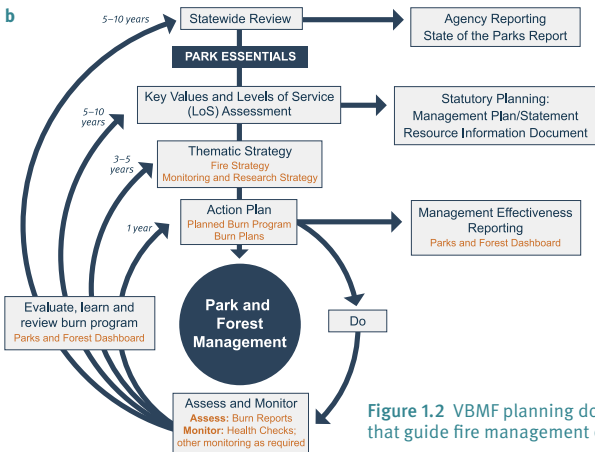 b
5–10 years
Statewide Review
Agency Reporting
State of the Parks Report
PARK ESSENTIALS
5–10
years
Key Values and Levels of Service
(LoS) Assessment
Statutory Planning:
Management Plan/Statement
Resource Information Document
3–5
years
Thematic Strategy
Fire Strategy
Monitoring and Research Strategy
1 year
Action Plan
Planned Burn Program
Burn Plans
Management Effectiveness
Reporting
Parks and Forest Dashboard
Park and
Forest
Management
Do
Evaluate, learn and
review burn program
Parks and Forest Dashboard
Assess and Monitor
Assess: Burn Reports
Monitor: Health Checks;
other monitoring as required
Figure 1.2 VBMF planning do
that guide fire management